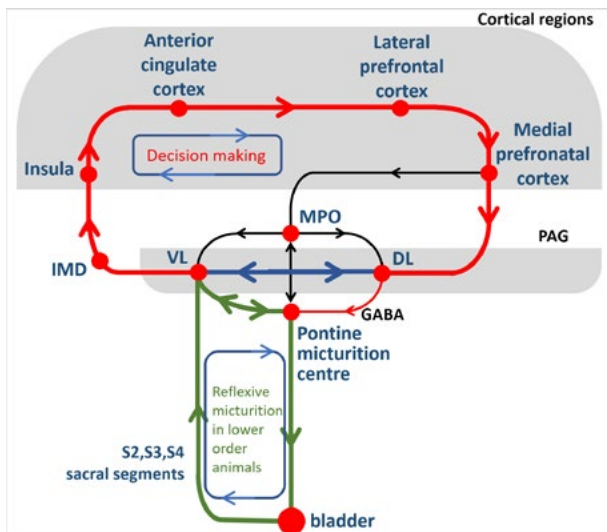 Cortical regions
Anterior
cingulate
cortex
Lateral
prefrontal
cortex
Decision making
Insula
Medial
prefronatal
cortex
MPO
PAG
IMD
VL
DL
GABA
Pontine
micturition
centre
Reflexive
micturition
in lower
order
animals
S2,S3,S4
sacral segments
bladder